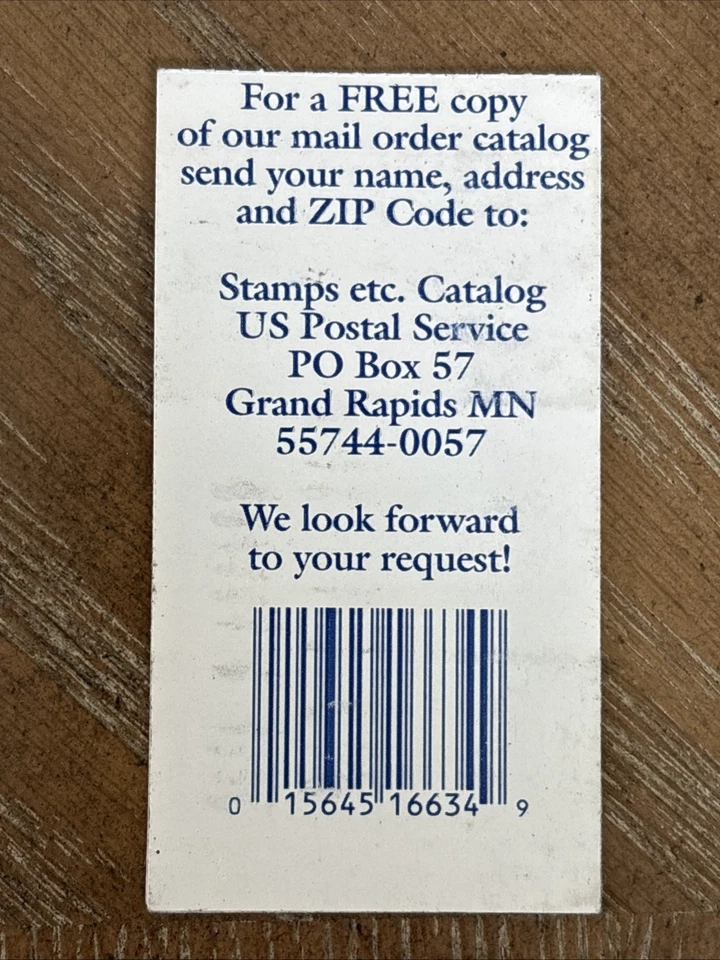 For a FREE copy
of our mail order catalog
send your name, address
and ZIP Code to:
Stamps etc. Catalog
US Postal Service
PO Box 57
Grand Rapids MN
55744-0057
We look forward
to your request!
0 15645 16634 9